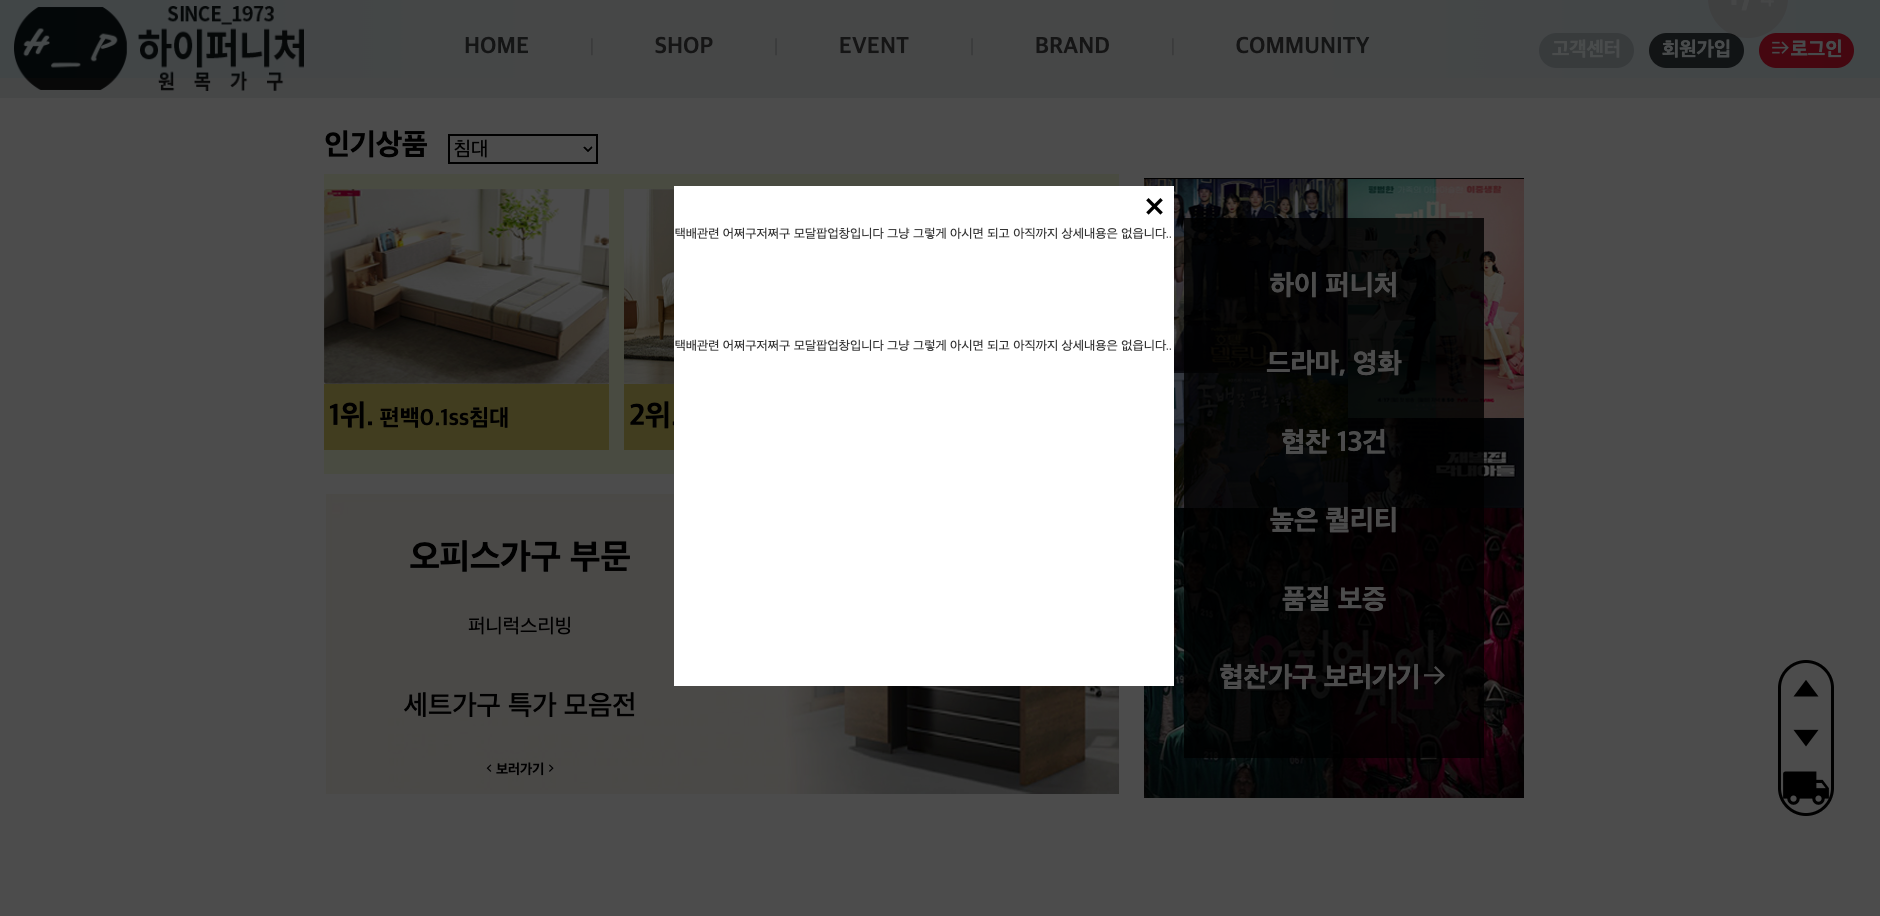 SINCE_1973
H_P 하이퍼니처
원 목 가 구
HOME | SHOP | EVENT | BRAND | COMMUNITY
고객센터 회원가입 로그인
인기상품 침대
택배관련 어쩌구저쩌구 모달팝업창입니다 그냥 그렇게 아시면 되고 아직까지 상세내용은 없읍니다..
택배관련 어쩌구저쩌구 모달팝업창입니다 그냥 그렇게 아시면 되고 아직까지 상세내용은 없읍니다..
1위. 편백0.1ss침대
2위.
오피스가구 부문
퍼니럭스리빙
세트가구 특가 모음전
< 보러가기 >
하이 퍼니처
드라마, 영화
협찬 13건
높은 퀄리티
품질 보증
협찬가구 보러가기→
재벌집
막내아들